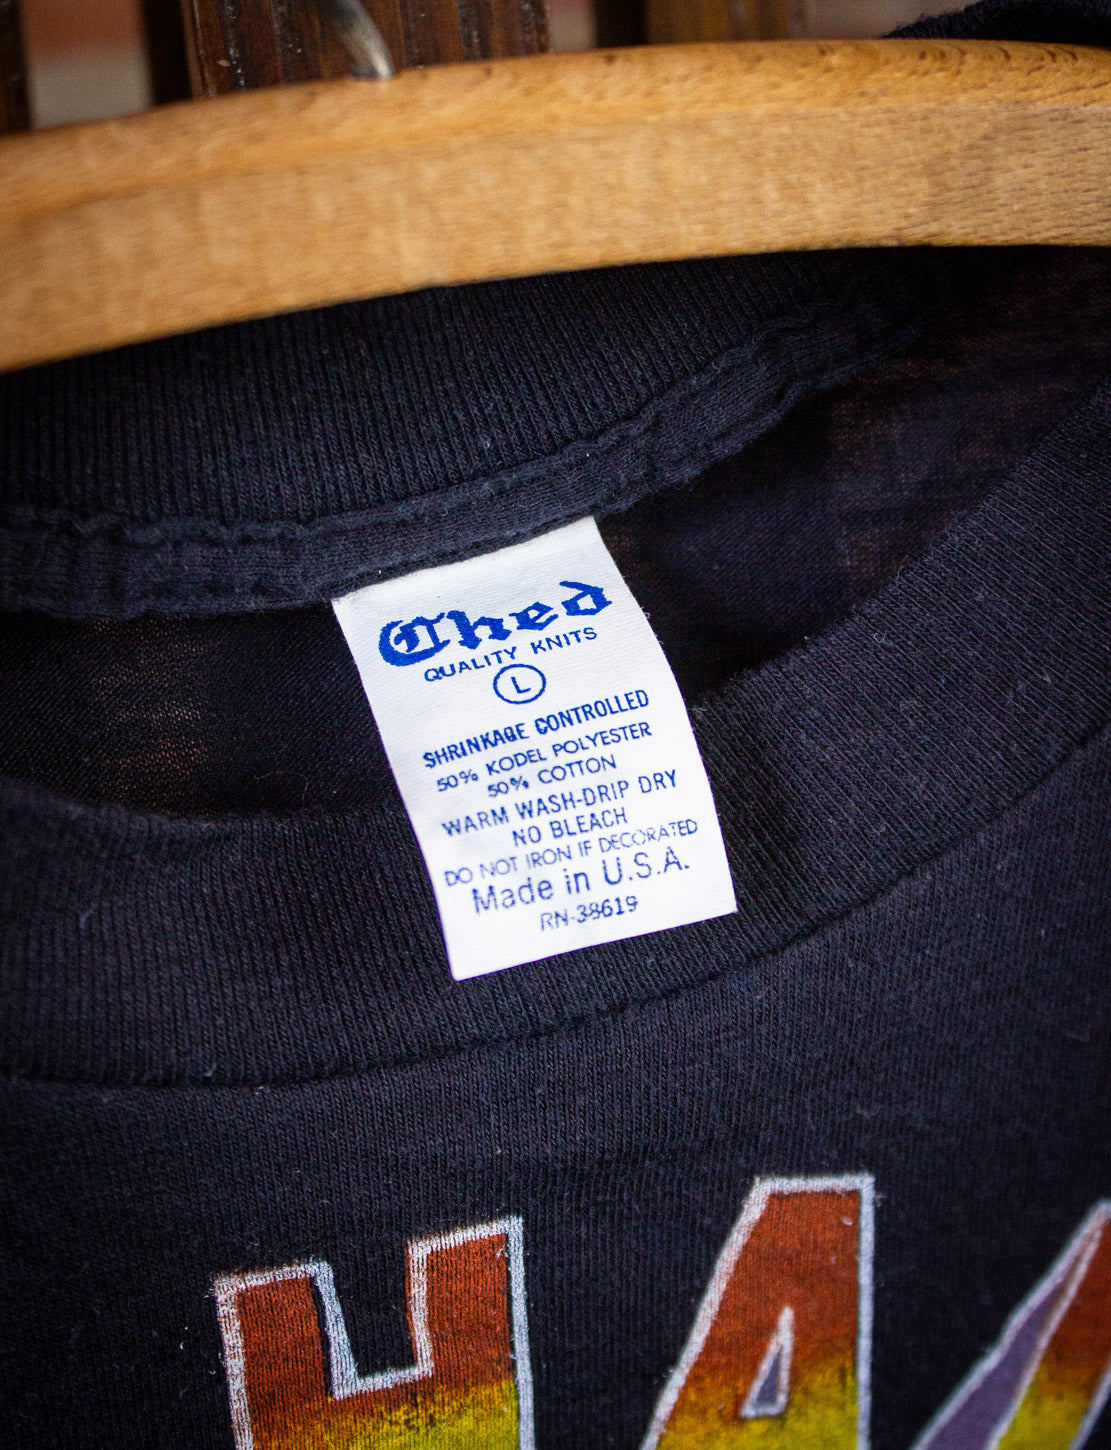 Ched
QUALITY KNITS
L
SHRINKAGE CONTROLLED
50% KODEL POLYESTER
50% COTTON
WARM WASH-DRIP DRY
NO BLEACH
DO NOT IRON IF DECORATED
Made in U.S.A.
RN-38619
HA